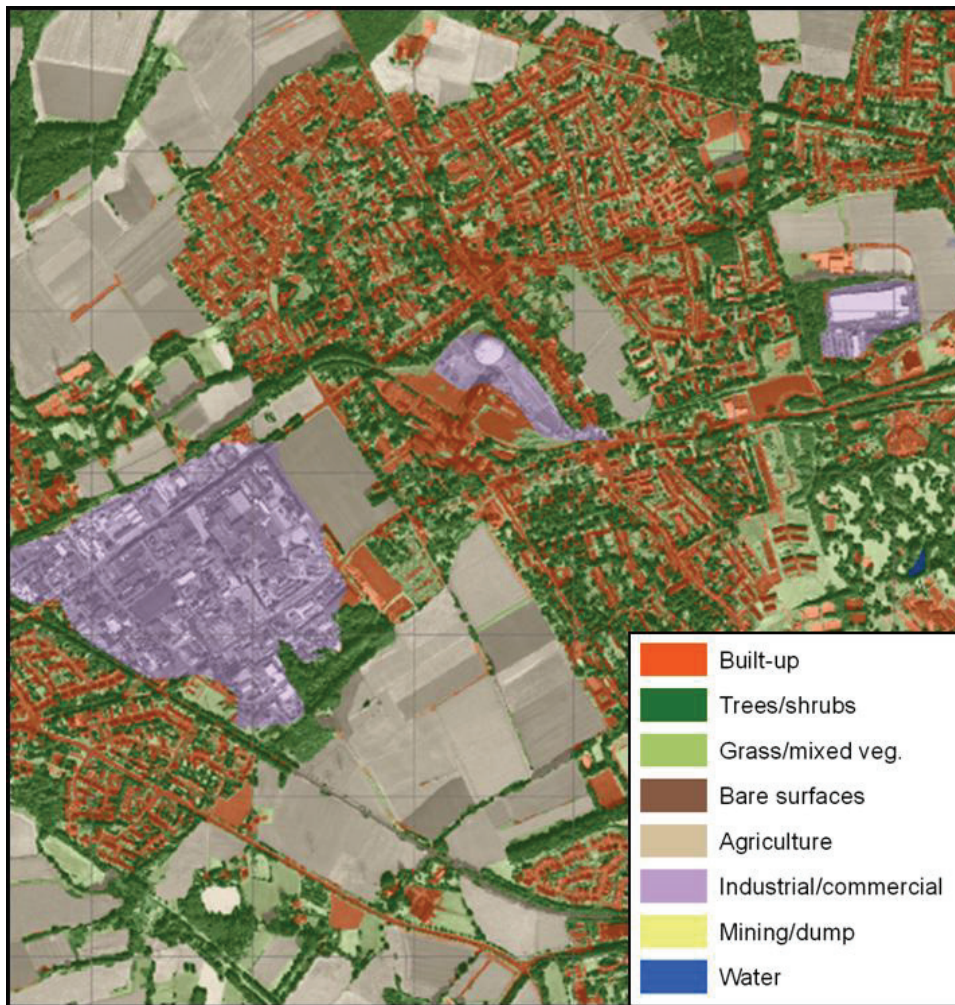 Built-up
Trees/shrubs
Grass/mixed veg.
Bare surfaces
Agriculture
Industrial/commercial
Mining/dump
Water